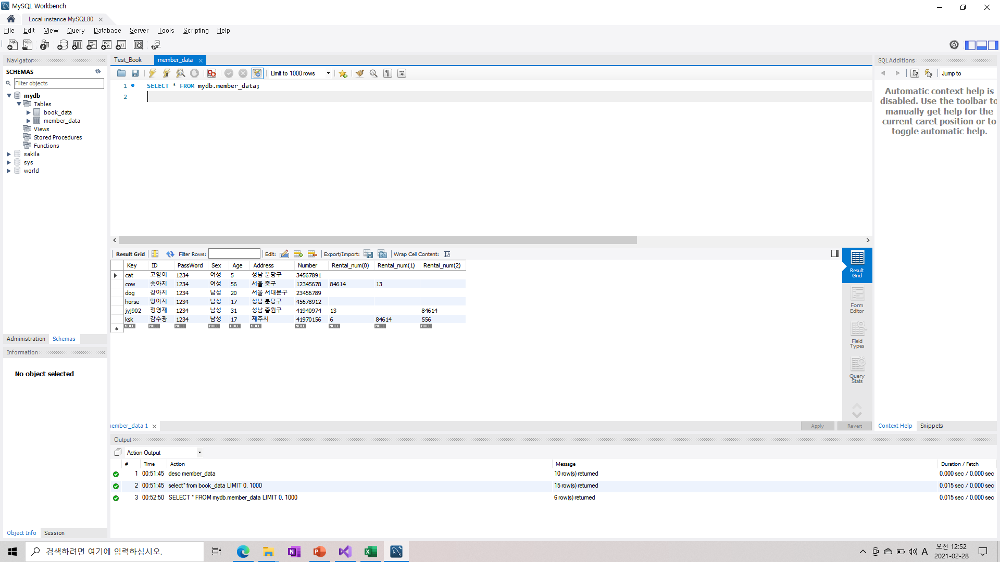 MySQL Workbench
Local instance MySQL80
File Edit View Query Database Server Tools Scripting Help
Navigator
SCHEMAS
Filter objects
mydb
Tables
book_data
member_data
Views
Stored Procedures
Functions
sakila
sys
world
Administration Schemas
Information
No object selected
Object Info Session
Test_Book member_data
Limit to 1000 rows
1 SELECT * FROM mydb.member_data;
2
Result Grid Filter Rows: Edit: Export/Import: Wrap Cell Content:
Key ID PassWord Sex Age Address Number Rental_num(0) Rental_num(1) Rental_num(2)
cat 고양이 1234 여성 5 성남 분당구 34567891
cow 송아지 1234 여성 56 서울 중구 12345678 84614 13
dog 강아지 1234 남성 20 서울 서대문구 23456789
horse 망아지 1234 남성 17 성남 분당구 45678912
jyj902 정영재 1234 남성 31 성남 중원구 41940974 13 84614
ksk 감수광 1234 남성 17 제주시 41970156 6 84614 556
NULL NULL NULL NULL NULL NULL NULL NULL NULL NULL
Result
Grid
Form
Editor
Field
Types
Query
Stats
member_data 1
Apply Revert
SQLAdditions
Jump to
Automatic context help is
disabled. Use the toolbar to
manually get help for the
current caret position or to
toggle automatic help.
Context Help Snippets
Output
Action Output
# Time Action Message Duration / Fetch
1 00:51:45 desc member_data 10 row(s) returned 0.000 sec / 0.000 sec
2 00:51:45 select* from book_data LIMIT 0, 1000 15 row(s) returned 0.015 sec / 0.000 sec
3 00:52:50 SELECT * FROM mydb.member_data LIMIT 0, 1000 6 row(s) returned 0.015 sec / 0.000 sec
검색하려면 여기에 입력하십시오.
A
오전 12:52
2021-02-28